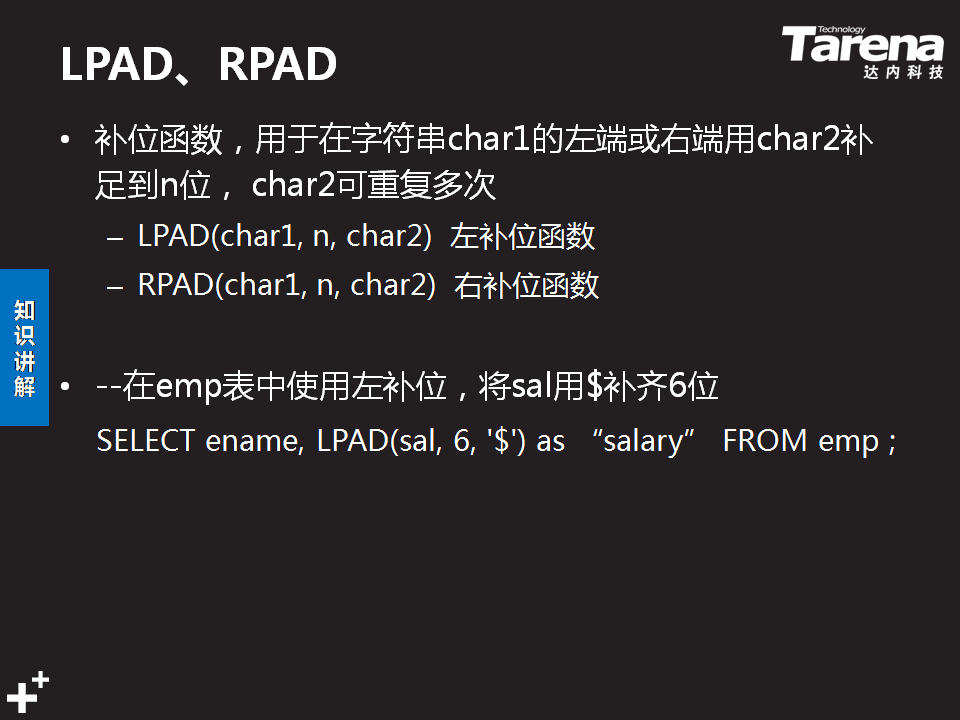 LPAD、RPAD
Technology
Tarena
达内科技
• 补位函数，用于在字符串char1的左端或右端用char2补
足到n位， char2可重复多次
– LPAD(char1, n, char2) 左补位函数
– RPAD(char1, n, char2) 右补位函数
知识讲解
• --在emp表中使用左补位，将sal用$补齐6位
SELECT ename, LPAD(sal, 6, '$') as “salary” FROM emp ;